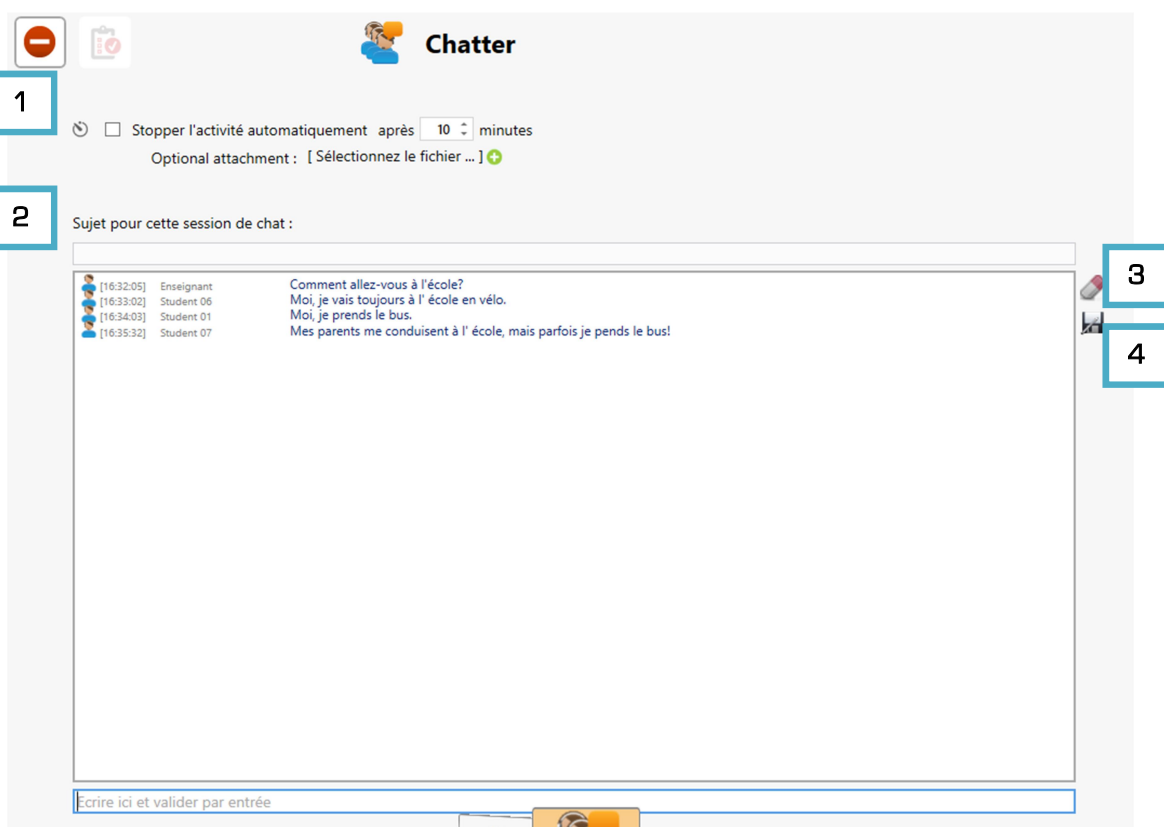 Chatter
1
Stopper l'activité automatiquement après 10 minutes
Optional attachment : [ Sélectionnez le fichier ... ]
2
Sujet pour cette session de chat :
3
[16:32:05] Enseignant Comment allez-vous à l'école?
[16:33:02] Student 06 Moi, je vais toujours à l' école en vélo.
[16:34:03] Student 01 Moi, je prends le bus.
[16:35:32] Student 07 Mes parents me conduisent à l' école, mais parfois je pends le bus!
4
Ecrire ici et valider par entrée